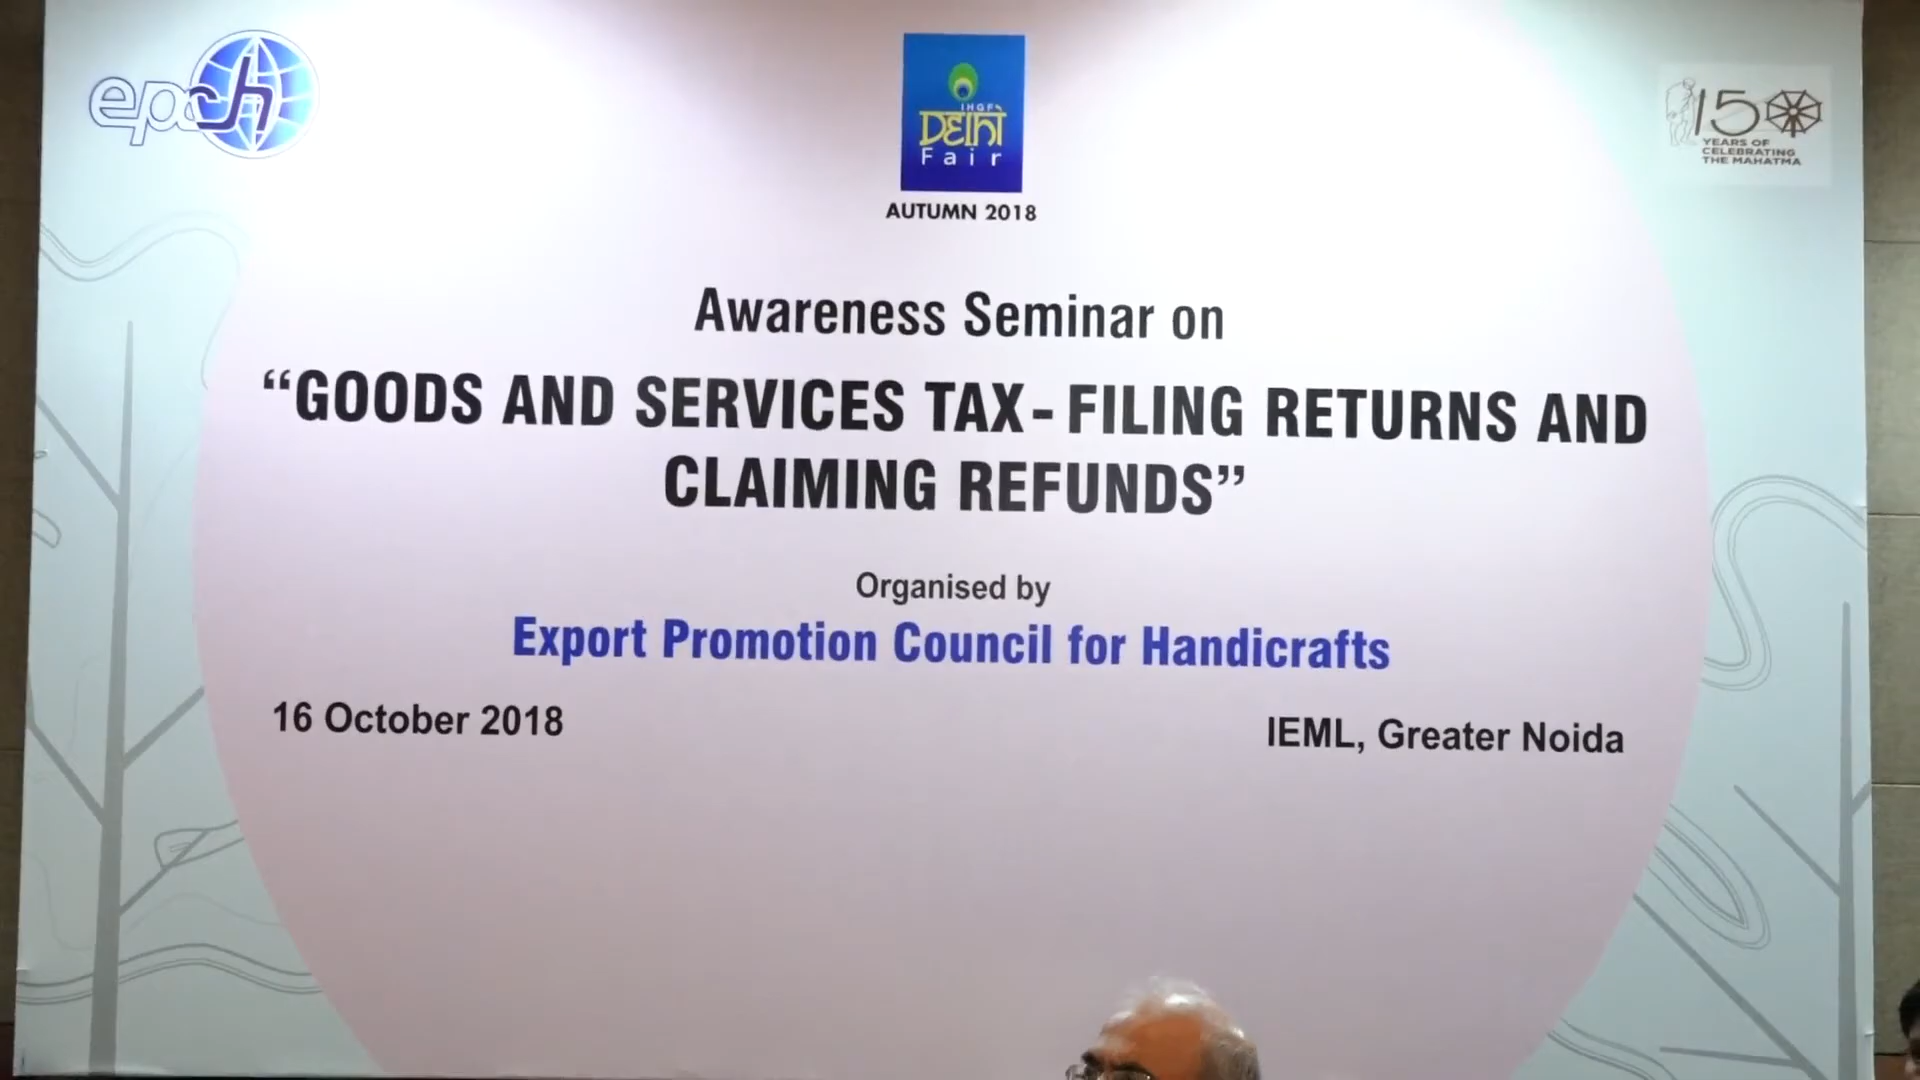 epch
IHGF
Delhi
Fair
AUTUMN 2018
150
YEARS OF
CELEBRATING
THE MAHATMA
Awareness Seminar on
“GOODS AND SERVICES TAX-FILING RETURNS AND
CLAIMING REFUNDS”
Organised by
Export Promotion Council for Handicrafts
16 October 2018
IEML, Greater Noida